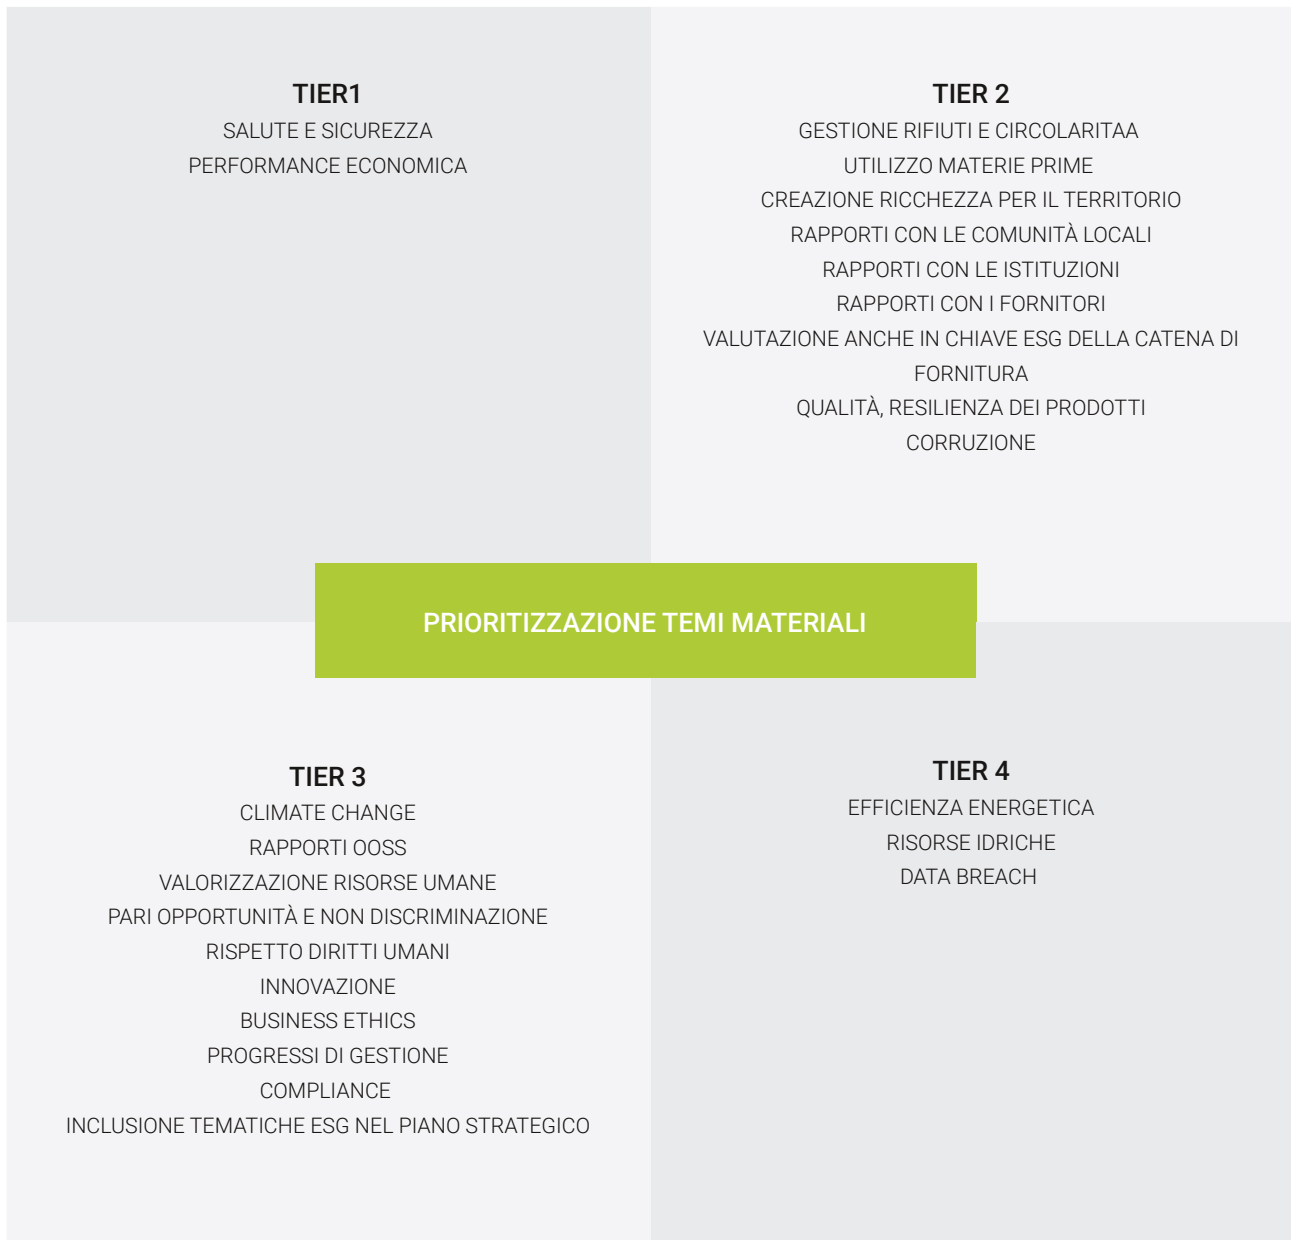 TIER1
SALUTE E SICUREZZA
PERFORMANCE ECONOMICA
TIER 2
GESTIONE RIFIUTI E CIRCOLARITAA
UTILIZZO MATERIE PRIME
CREAZIONE RICCHEZZA PER IL TERRITORIO
RAPPORTI CON LE COMUNITÀ LOCALI
RAPPORTI CON LE ISTITUZIONI
RAPPORTI CON I FORNITORI
VALUTAZIONE ANCHE IN CHIAVE ESG DELLA CATENA DI
FORNITURA
QUALITÀ, RESILIENZA DEI PRODOTTI
CORRUZIONE
PRIORITIZZAZIONE TEMI MATERIALI
TIER 3
CLIMATE CHANGE
RAPPORTI OOSS
VALORIZZAZIONE RISORSE UMANE
PARI OPPORTUNITÀ E NON DISCRIMINAZIONE
RISPETTO DIRITTI UMANI
INNOVAZIONE
BUSINESS ETHICS
PROGRESSI DI GESTIONE
COMPLIANCE
INCLUSIONE TEMATICHE ESG NEL PIANO STRATEGICO
TIER 4
EFFICIENZA ENERGETICA
RISORSE IDRICHE
DATA BREACH